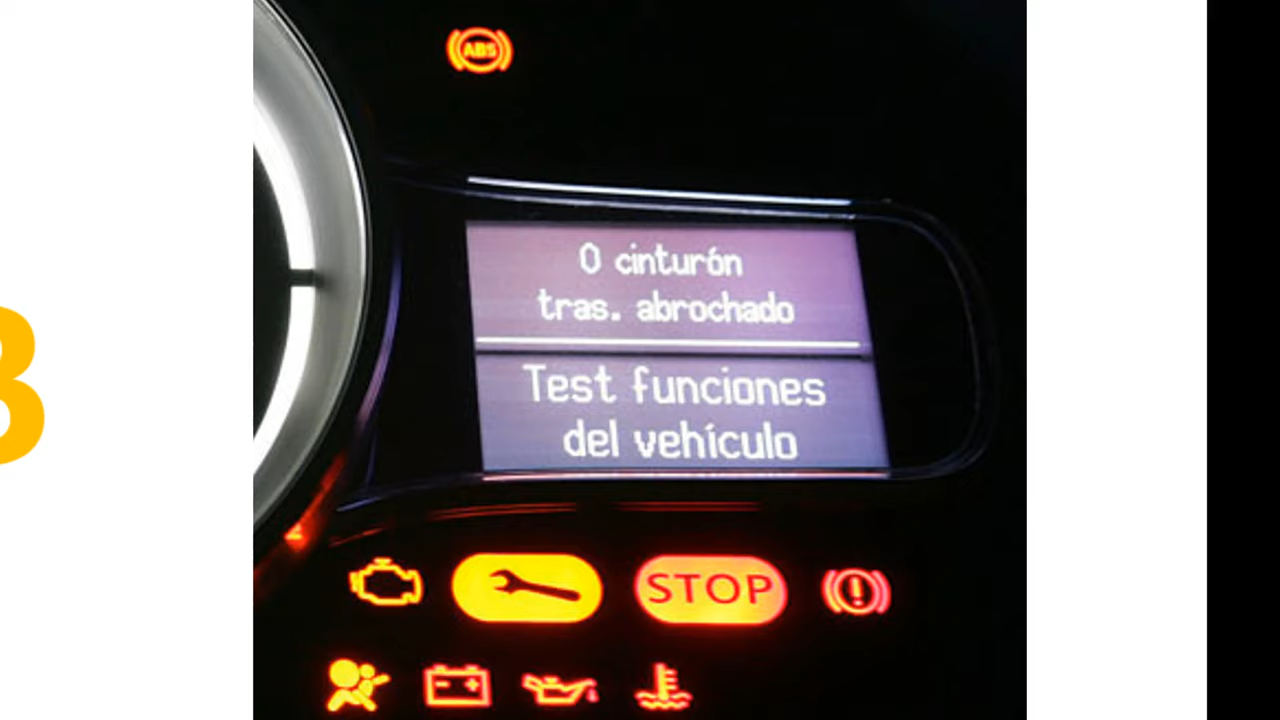 ABS
0 cinturón
tras. abrochado
Test funciones
del vehículo
STOP